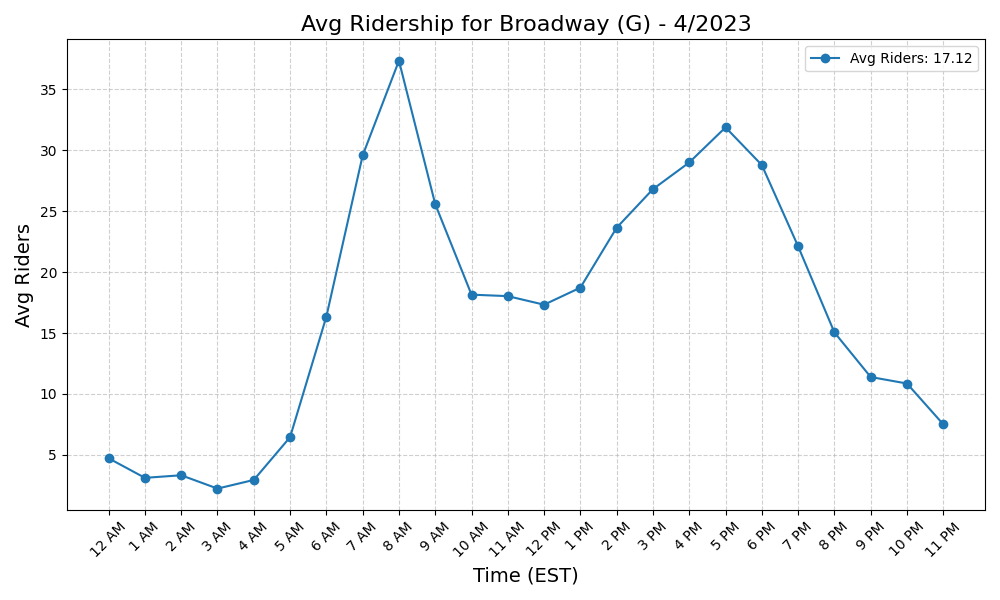 Avg Ridership for Broadway (G) - 4/2023
Avg Riders: 17.12
Avg Riders
35
30
25
20
15
10
5
12 AM
1 AM
2 AM
3 AM
4 AM
5 AM
6 AM
7 AM
8 AM
9 AM
10 AM
11 AM
12 PM
1 PM
2 PM
3 PM
4 PM
5 PM
6 PM
7 PM
8 PM
9 PM
10 PM
11 PM
Time (EST)